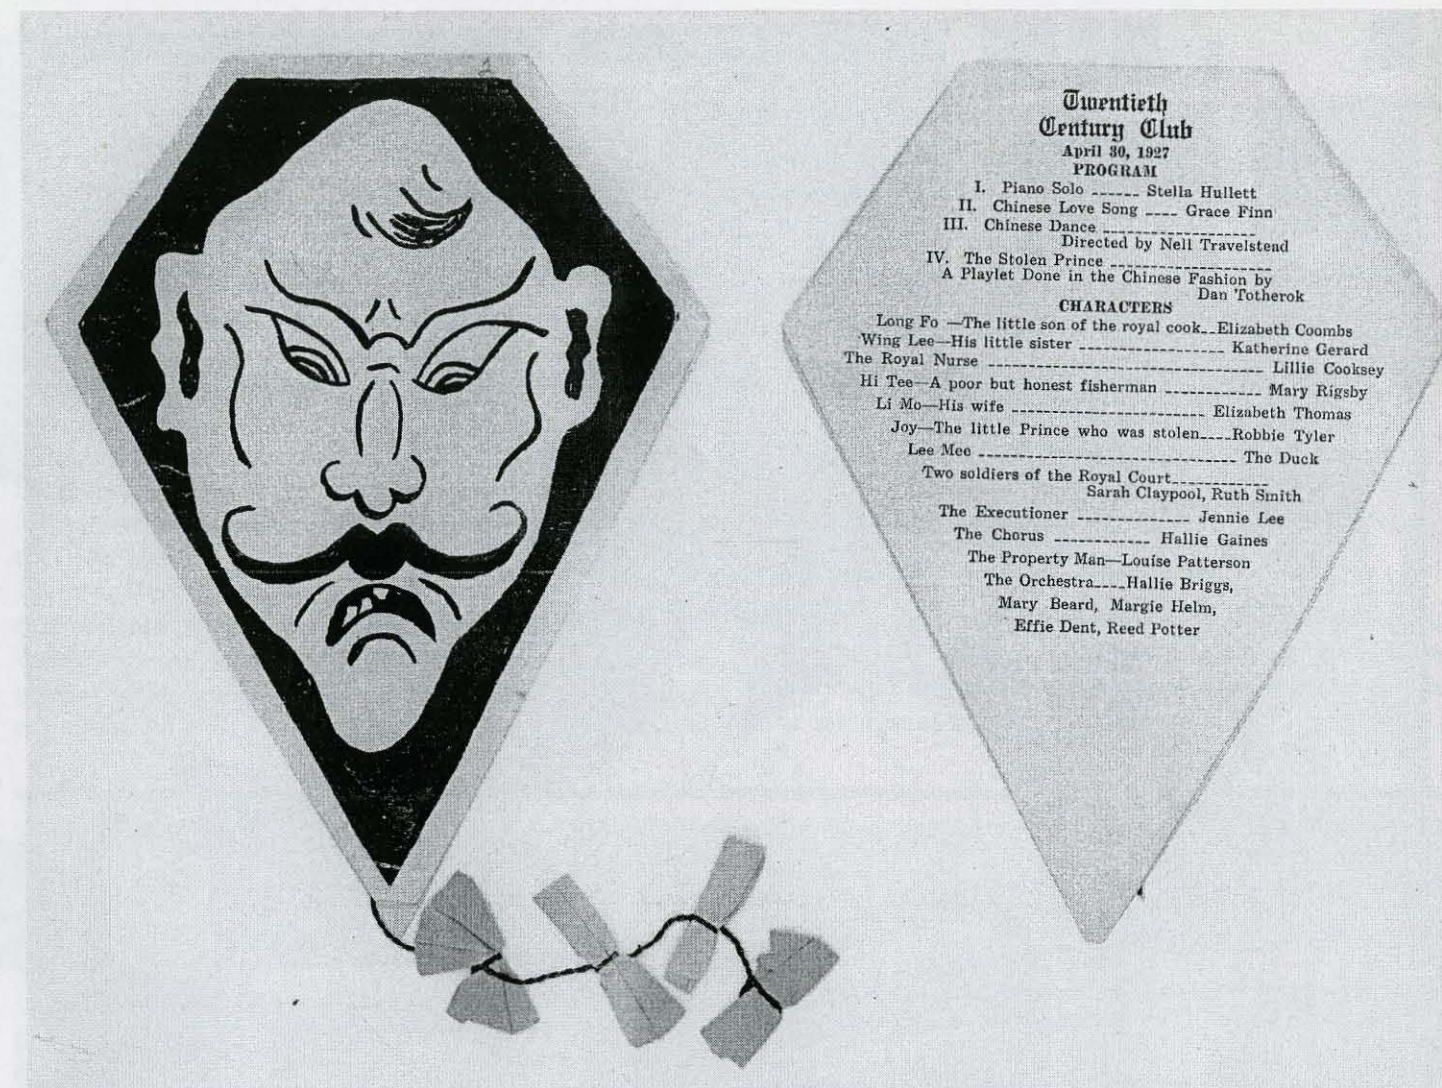 Twentieth
Century Club
April 30, 1927
PROGRAM
I. Piano Solo ------ Stella Hullett
II. Chinese Love Song ---- Grace Finn
III. Chinese Dance -------------------
Directed by Nell Travelstead
IV. The Stolen Prince --------------------
A Playlet Done in the Chinese Fashion by
Dan Totherok
CHARACTERS
Long Fo —The little son of the royal cook--Elizabeth Coombs
Wing Lee—His little sister ------------------ Katherine Gerard
The Royal Nurse ---------------------------------- Lillie Cooksey
Hi Tee—A poor but honest fisherman ------------ Mary Rigsby
Li Mo—His wife ------------------------ Elizabeth Thomas
Joy—The little Prince who was stolen----Robbie Tyler
Lee Mee -------------------------------- The Duck
Two soldiers of the Royal Court------------
Sarah Claypool, Ruth Smith
The Executioner -------------- Jennie Lee
The Chorus ------------ Hallie Gaines
The Property Man—Louise Patterson
The Orchestra----Hallie Briggs,
Mary Beard, Margie Helm,
Effie Dent, Reed Potter